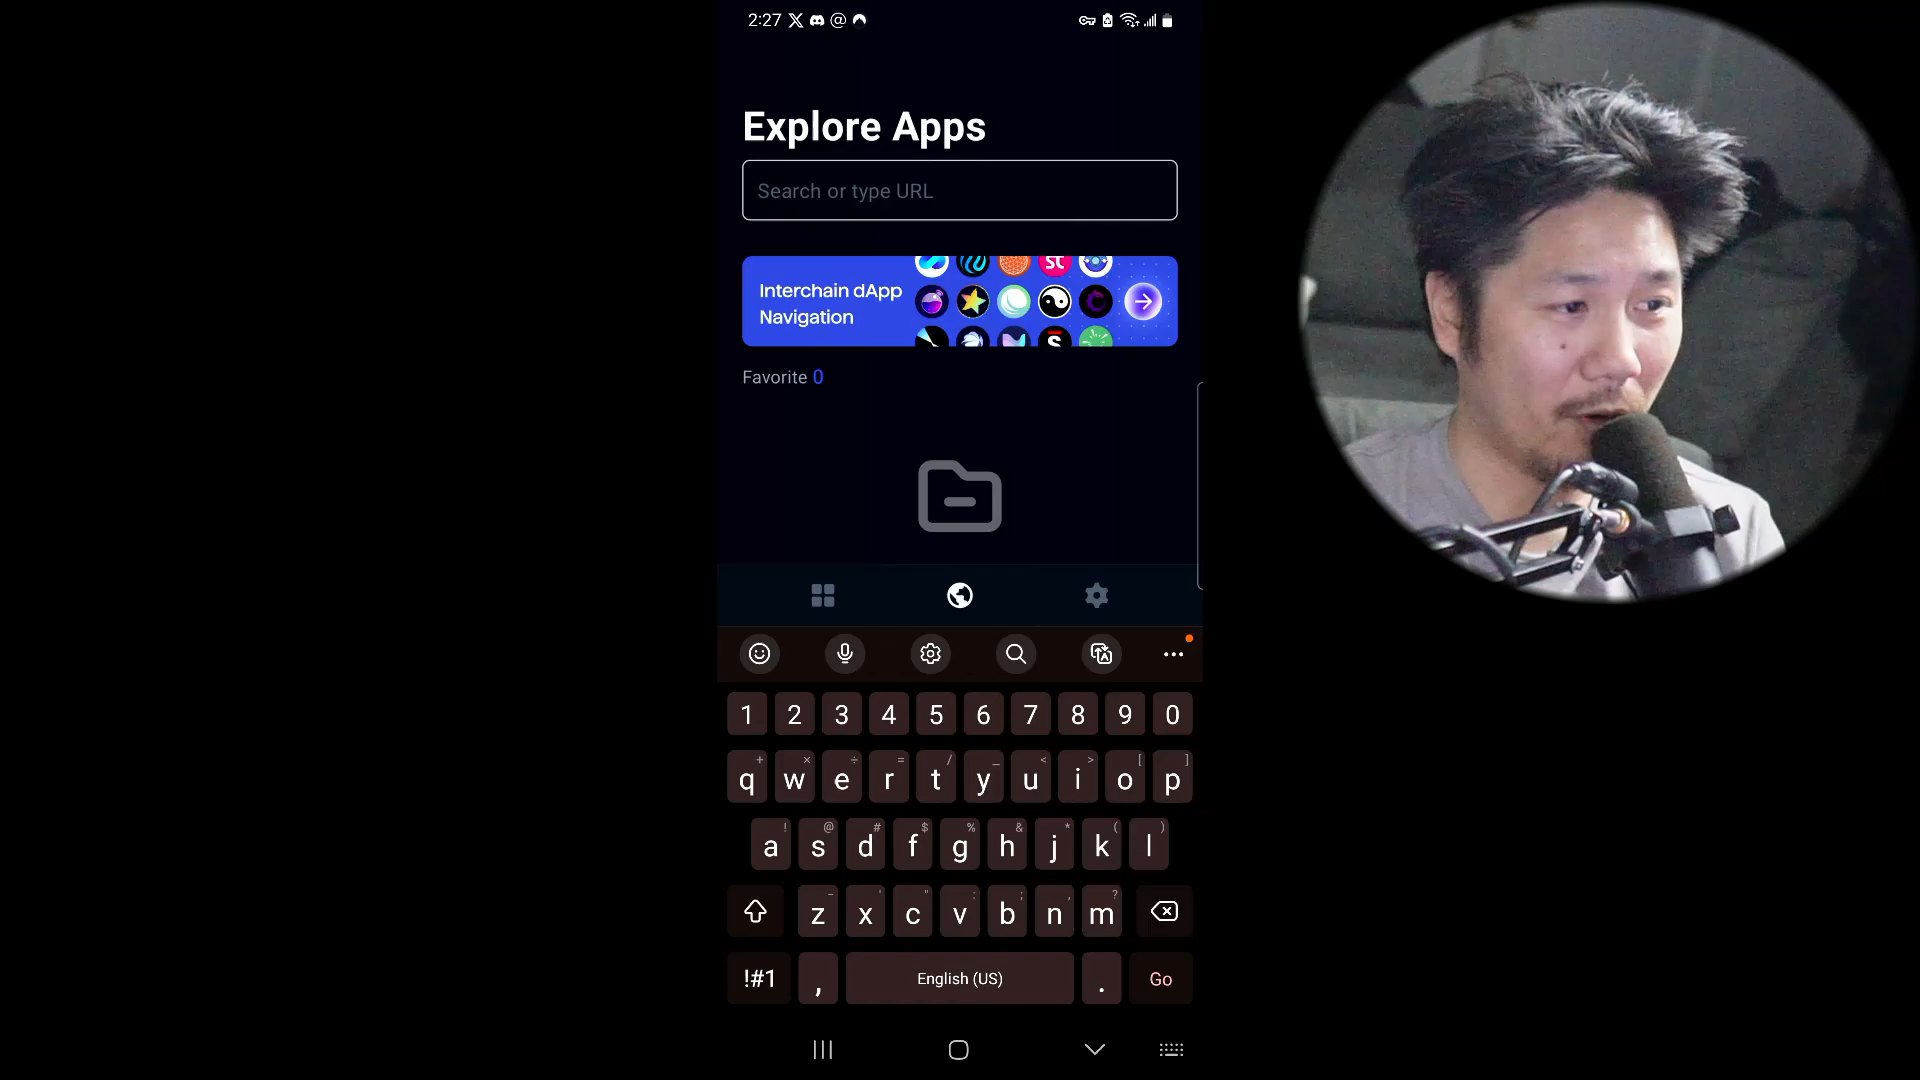 2:27
Explore Apps
Search or type URL
Interchain dApp
Navigation
st
S
Favorite 0
1 2 3 4 5 6 7 8 9 0
+ × ÷ = / _ < > [ ]
q w e r t y u i o p
! @ # $ % & * ( )
a s d f g h j k l
- ' " : ; , ?
z x c v b n m
!#1 , English (US) . Go